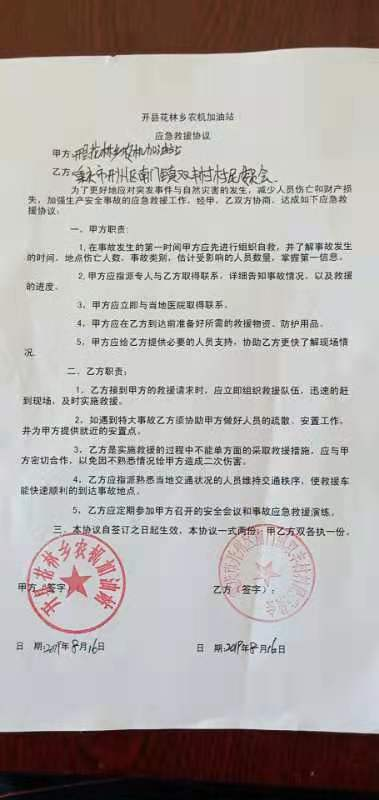 开县花林乡农机加油站
应急救援协议
甲方：开县花林乡农机加油站
乙方：重庆市开州区南门镇双丰村村民委员会
为了更好地应对突发事件与自然灾害的发生，减少人员伤亡和财产损
失，加强生产安全事故的应急救援工作，经甲、乙双方协商，达成如下应急救
援协议：
一、甲方职责：
1,在事故发生的第一时间甲方应先进行组织自救，并了解事故发生
的时间、地点伤亡人数、事故类别，估计受影响的人员数量，掌握第一信息。
2,甲方应指派专人与乙方取得联系，详细告知事故情况，以及救援
的进度。
3、甲方应立即与当地医院取得联系。
4、甲方应在乙方到达前准备好所需的救援物资、防护用品。
5、甲方应给乙方提供必要的人员支持，协助乙方更快了解现场情
况.
二、乙方职责：
1、乙方接到甲方的救援请求时，应立即组织救援队伍，迅速的赶
到现场，及时实施救援。
2、如遇到特大事故乙方须协助甲方做好人员的疏散、安置工作，
并为甲方提供就近的安置点。
3、乙方是实施救援的过程中不能单方面的采取救援措施，应与甲
方密切合作，以免因不熟悉情况给甲方造成二次伤害。
4、乙方应指派熟悉当地交通状况的人员维持交通秩序，使救援车
能快速顺利的到达事故地点。
5、乙方应定期参加甲方召开的安全会议和事故应急救援演练。
三、本协议自签订之日起生效，本协议一式两份，甲乙方双各执一份。
开县花林乡农机加油站
甲方（签字）：
乙方（签字）：
日 期:2019年8月16日
日 期:2019年8月16日